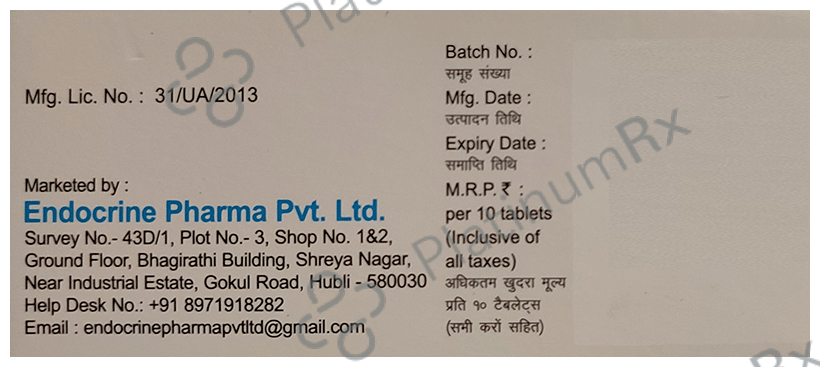 Mfg. Lic. No. : 31/UA/2013
Marketed by :
Endocrine Pharma Pvt. Ltd.
Survey No.- 43D/1, Plot No.- 3, Shop No. 1&2,
Ground Floor, Bhagirathi Building, Shreya Nagar,
Near Industrial Estate, Gokul Road, Hubli - 580030
Help Desk No.: +91 8971918282
Email : endocrinepharmapvtltd@gmail.com
Batch No. :
समूह संख्या
Mfg. Date :
उत्पादन तिथि
Expiry Date :
समाप्ति तिथि
M.R.P. ₹ :
per 10 tablets
(Inclusive of
all taxes)
अधिकतम खुदरा मूल्य
प्रति १० टैबलेट्स
(सभी करों सहित)
PlatinumRx